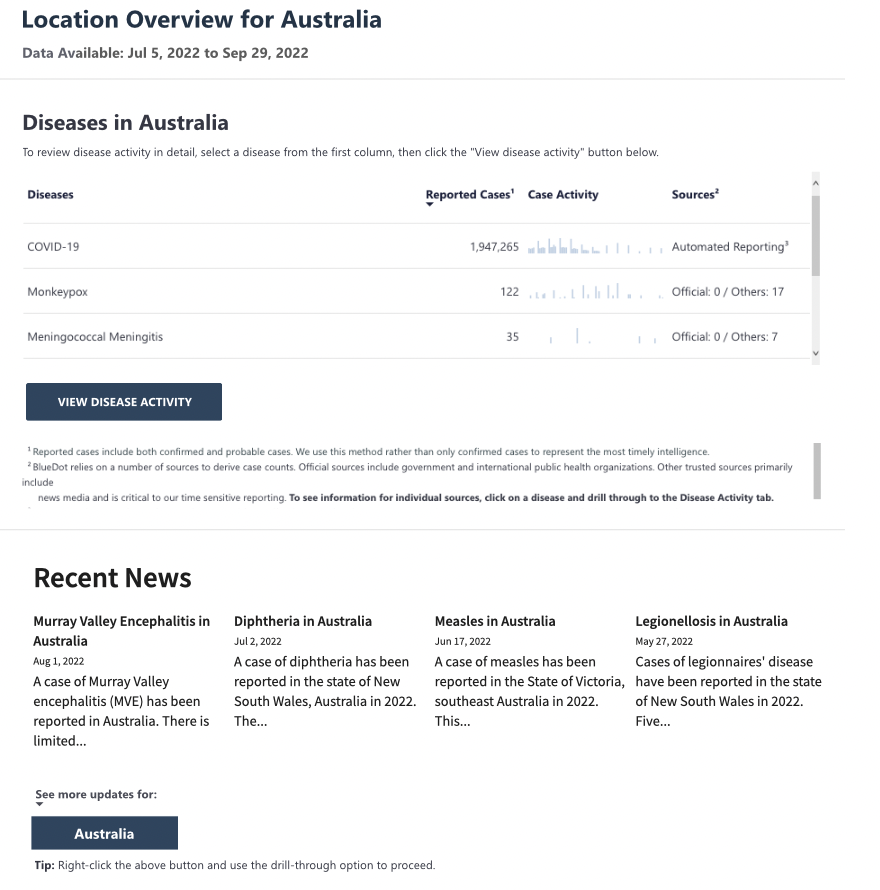 Location Overview for Australia
Data Available: Jul 5, 2022 to Sep 29, 2022
Diseases in Australia
To review disease activity in detail, select a disease from the first column, then click the "View disease activity" button below.
Diseases Reported Cases¹ Case Activity Sources²
COVID-19 1,947,265 Automated Reporting³
Monkeypox 122 Official: 0 / Others: 17
Meningococcal Meningitis 35 Official: 0 / Others: 7
VIEW DISEASE ACTIVITY
¹ Reported cases include both confirmed and probable cases. We use this method rather than only confirmed cases to represent the most timely intelligence.
² BlueDot relies on a number of sources to derive case counts. Official sources include government and international public health organizations. Other trusted sources primarily
include
news media and is critical to our time sensitive reporting. To see information for individual sources, click on a disease and drill through to the Disease Activity tab.
Recent News
Murray Valley Encephalitis in
Australia
Aug 1, 2022
A case of Murray Valley
encephalitis (MVE) has been
reported in Australia. There is
limited...
Diphtheria in Australia
Jul 2, 2022
A case of diphtheria has been
reported in the state of New
South Wales, Australia in 2022.
The...
Measles in Australia
Jun 17, 2022
A case of measles has been
reported in the State of Victoria,
southeast Australia in 2022.
This...
Legionellosis in Australia
May 27, 2022
Cases of legionnaires' disease
have been reported in the state
of New South Wales in 2022.
Five...
See more updates for:
Australia
Tip: Right-click the above button and use the drill-through option to proceed.